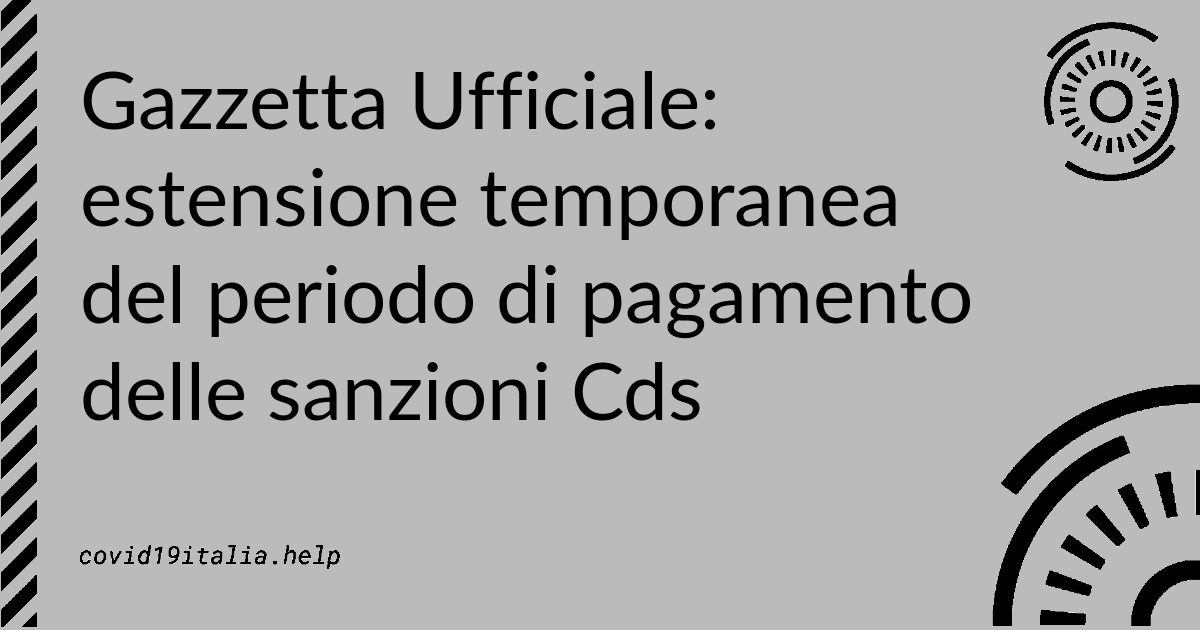 Gazzetta Ufficiale:
estensione temporanea
del periodo di pagamento
delle sanzioni Cds
covid19italia.help